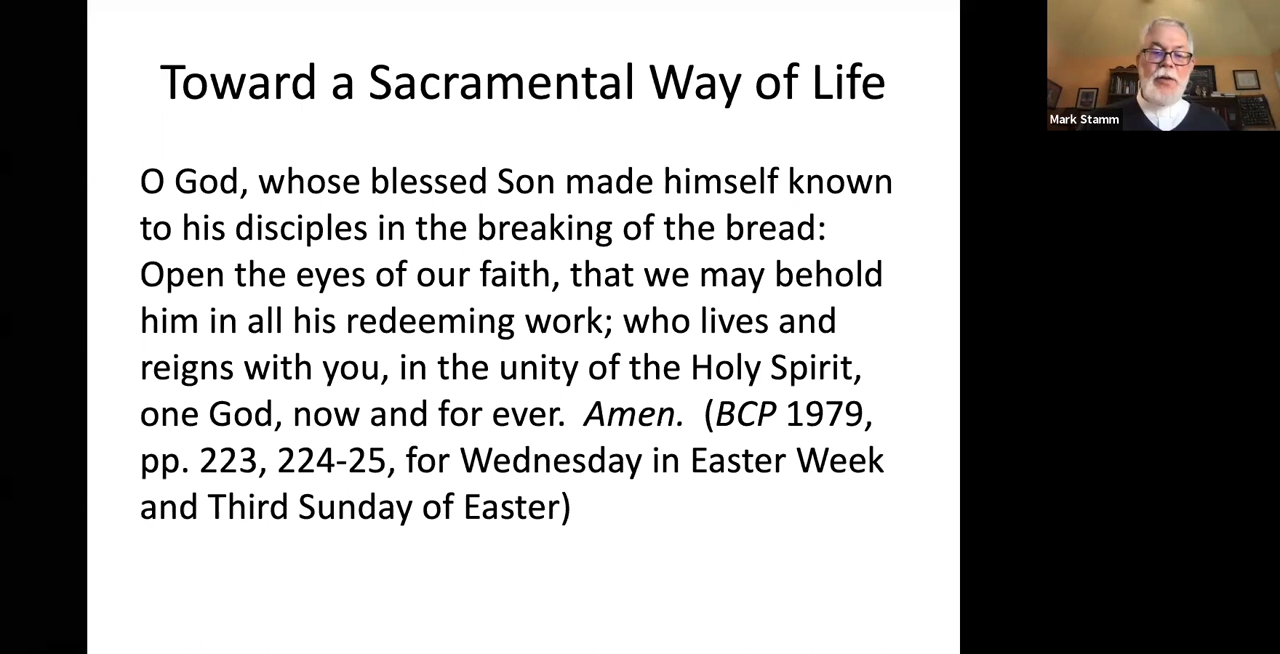 Toward a Sacramental Way of Life
O God, whose blessed Son made himself known
to his disciples in the breaking of the bread:
Open the eyes of our faith, that we may behold
him in all his redeeming work; who lives and
reigns with you, in the unity of the Holy Spirit,
one God, now and for ever.  Amen.  (BCP 1979,
pp. 223, 224-25, for Wednesday in Easter Week
and Third Sunday of Easter)
Mark Stamm